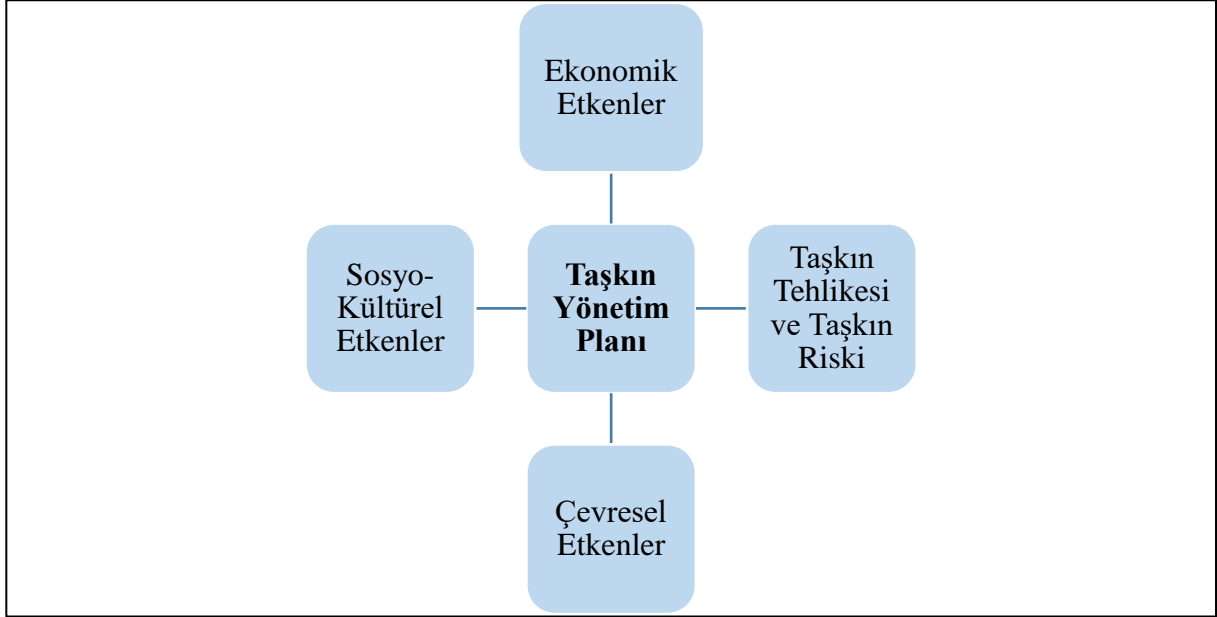 Ekonomik
Etkenler
Sosyo-
Kültürel
Etkenler
Taşkın
Yönetim
Planı
Taşkın
Tehlikesi
ve Taşkın
Riski
Çevresel
Etkenler